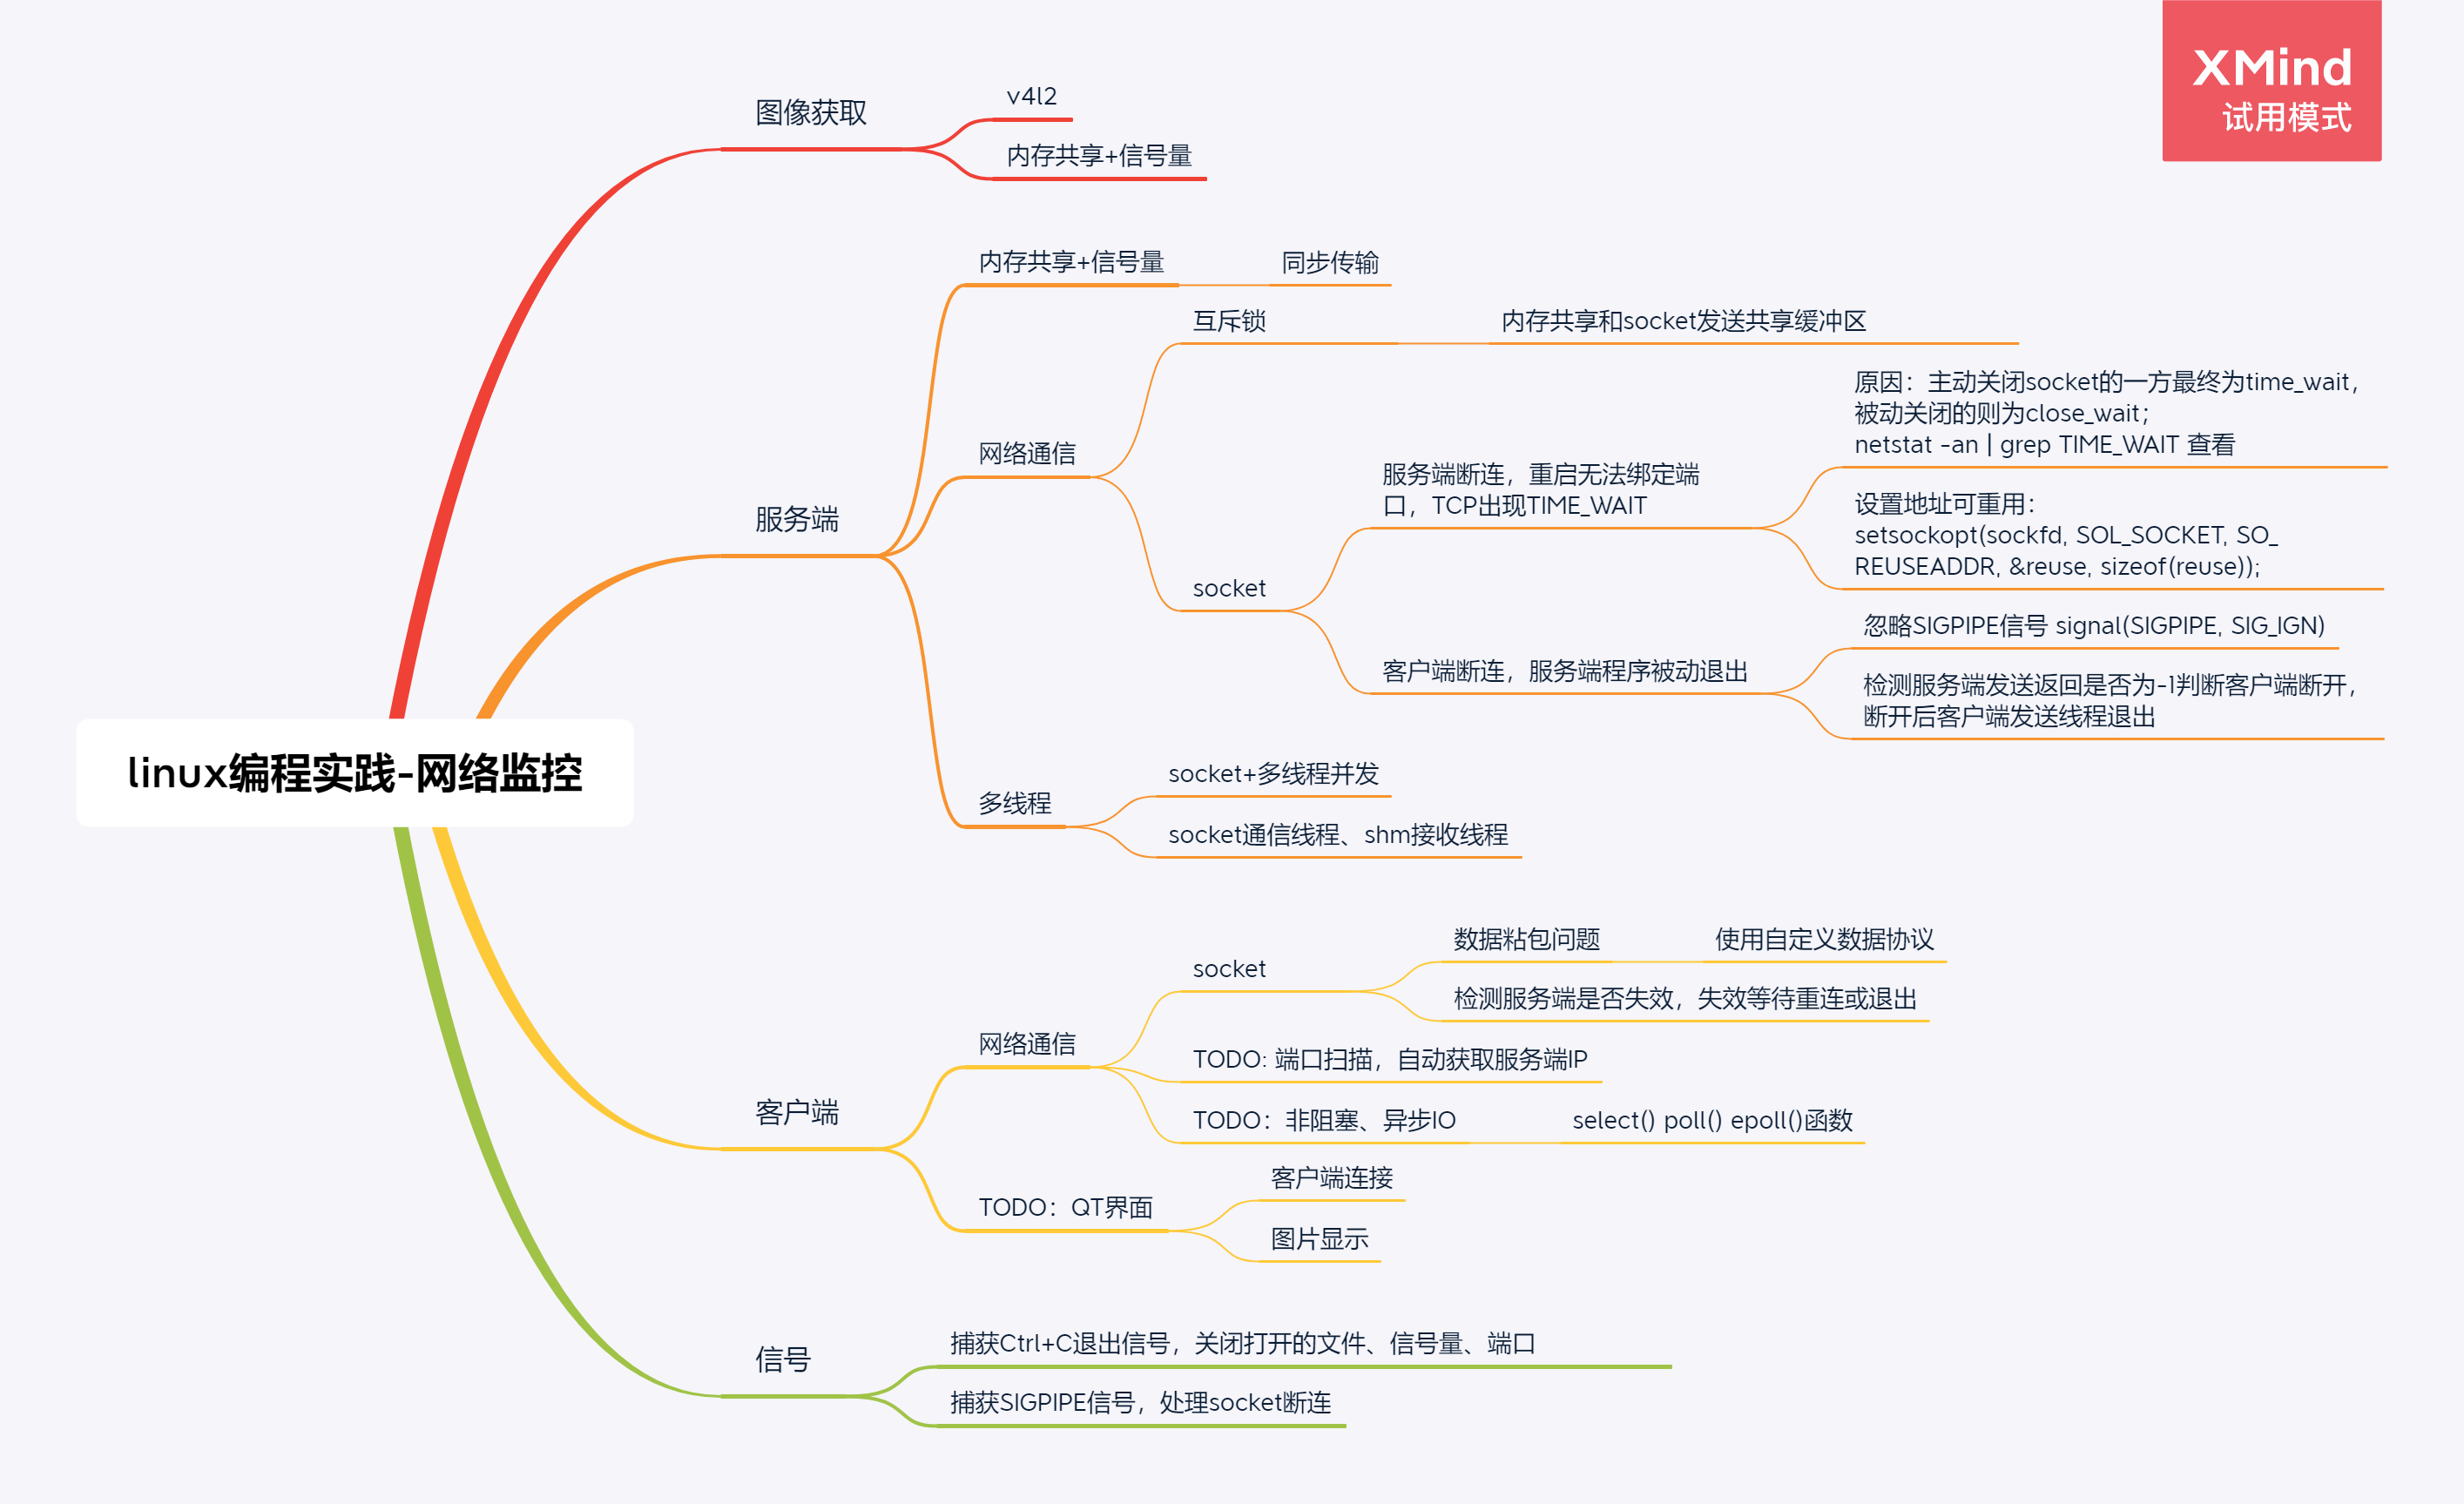 XMind
试用模式
linux编程实践-网络监控
图像获取
v4l2
内存共享+信号量
服务端
内存共享+信号量
同步传输
网络通信
互斥锁
内存共享和socket发送共享缓冲区
socket
服务端断连，重启无法绑定端
口，TCP出现TIME_WAIT
原因：主动关闭socket的一方最终为time_wait，
被动关闭的则为close_wait；
netstat -an | grep TIME_WAIT 查看
设置地址可重用：
setsockopt(sockfd, SOL_SOCKET, SO_
REUSEADDR, &reuse, sizeof(reuse));
客户端断连，服务端程序被动退出
忽略SIGPIPE信号 signal(SIGPIPE, SIG_IGN)
检测服务端发送返回是否为-1判断客户端断开，
断开后客户端发送线程退出
多线程
socket+多线程并发
socket通信线程、shm接收线程
客户端
网络通信
socket
数据粘包问题
使用自定义数据协议
检测服务端是否失效，失效等待重连或退出
TODO: 端口扫描，自动获取服务端IP
TODO：非阻塞、异步IO
select() poll() epoll()函数
TODO：QT界面
客户端连接
图片显示
信号
捕获Ctrl+C退出信号，关闭打开的文件、信号量、端口
捕获SIGPIPE信号，处理socket断连